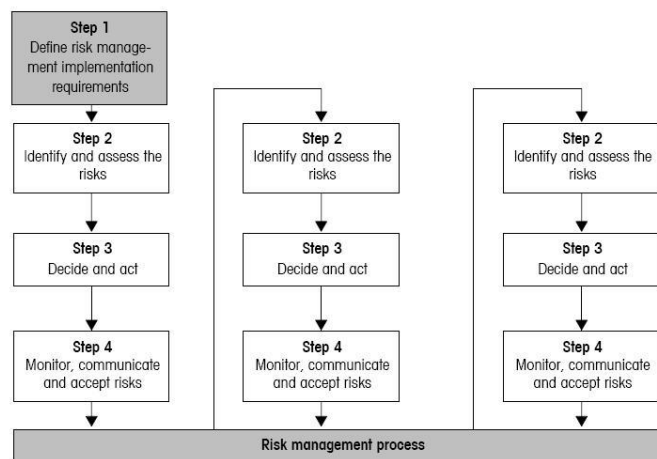 Step 1
Define risk manage-
ment implementation
requirements
Step 2
Identify and assess the
risks
Step 3
Decide and act
Step 4
Monitor, communicate
and accept risks
Step 2
Identify and assess the
risks
Step 3
Decide and act
Step 4
Monitor, communicate
and accept risks
Step 2
Identify and assess the
risks
Step 3
Decide and act
Step 4
Monitor, communicate
and accept risks
Risk management process